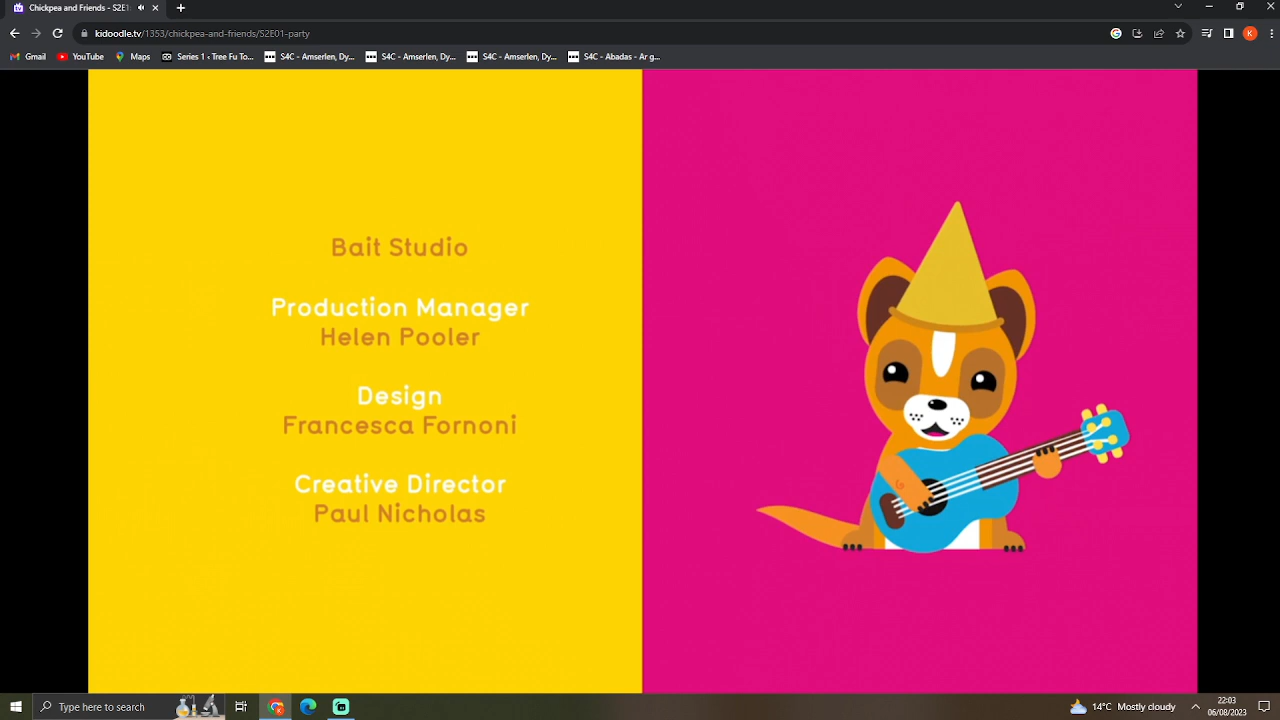 Chickpea and Friends - S2E1
kidoodle.tv/1353/chickpea-and-friends/S2E01-party
K
Gmail
YouTube
Maps
Series 1 - Tree Fu To...
S4C - Amserlen, Dy...
S4C - Amserlen, Dy...
S4C - Amserlen, Dy...
S4C - Abadas - Ar g...
Bait Studio
Production Manager
Helen Pooler
Design
Francesca Fornoni
Creative Director
Paul Nicholas
Type here to search
14°C Mostly cloudy
22:03
06/08/2023